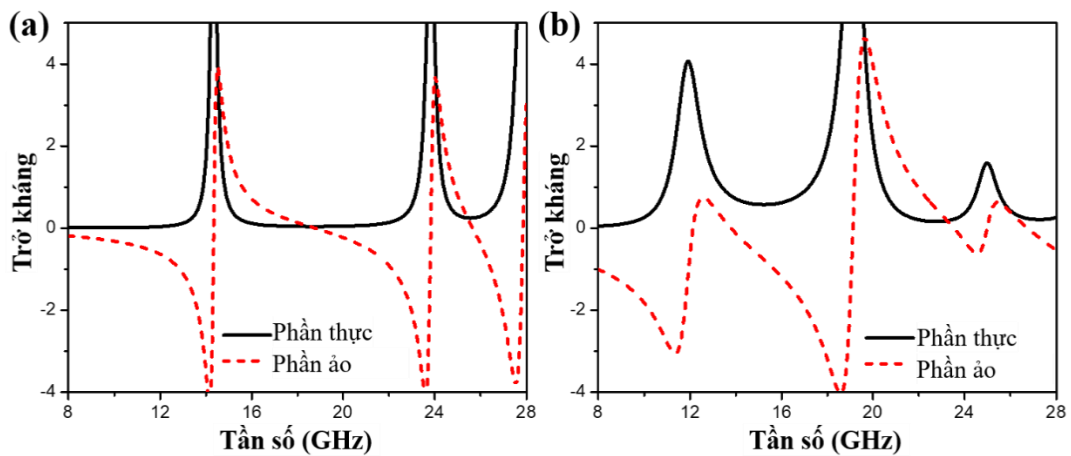 (a)
Trở kháng
4
2
0
-2
-4
Phần thực
Phần ảo
8 12 16 20 24 28
Tần số (GHz)
(b)
Trở kháng
4
2
0
-2
-4
Phần thực
Phần ảo
8 12 16 20 24 28
Tần số (GHz)